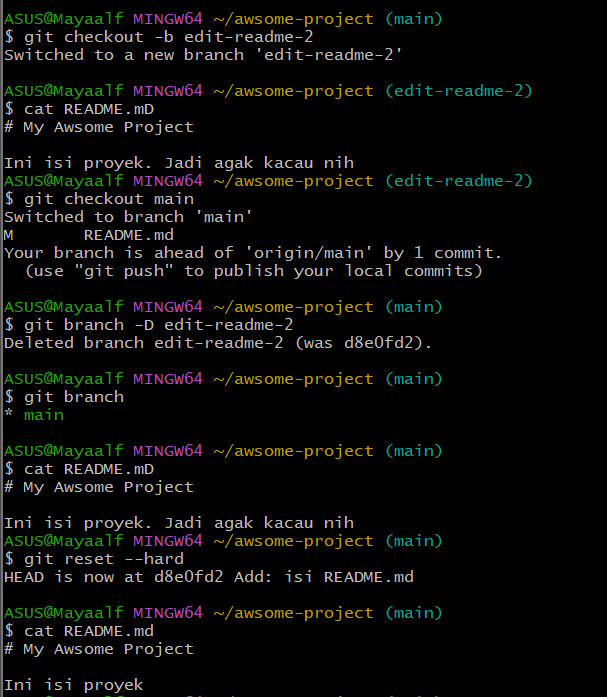 ASUS@Mayaalf MINGW64 ~/awsome-project (main)
$ git checkout -b edit-readme-2
Switched to a new branch 'edit-readme-2'
ASUS@Mayaalf MINGW64 ~/awsome-project (edit-readme-2)
$ cat README.mD
# My Awsome Project
Ini isi proyek. Jadi agak kacau nih
ASUS@Mayaalf MINGW64 ~/awsome-project (edit-readme-2)
$ git checkout main
Switched to branch 'main'
M       README.md
Your branch is ahead of 'origin/main' by 1 commit.
  (use "git push" to publish your local commits)
ASUS@Mayaalf MINGW64 ~/awsome-project (main)
$ git branch -D edit-readme-2
Deleted branch edit-readme-2 (was d8e0fd2).
ASUS@Mayaalf MINGW64 ~/awsome-project (main)
$ git branch
* main
ASUS@Mayaalf MINGW64 ~/awsome-project (main)
$ cat README.mD
# My Awsome Project
Ini isi proyek. Jadi agak kacau nih
ASUS@Mayaalf MINGW64 ~/awsome-project (main)
$ git reset --hard
HEAD is now at d8e0fd2 Add: isi README.md
ASUS@Mayaalf MINGW64 ~/awsome-project (main)
$ cat README.md
# My Awsome Project
Ini isi proyek